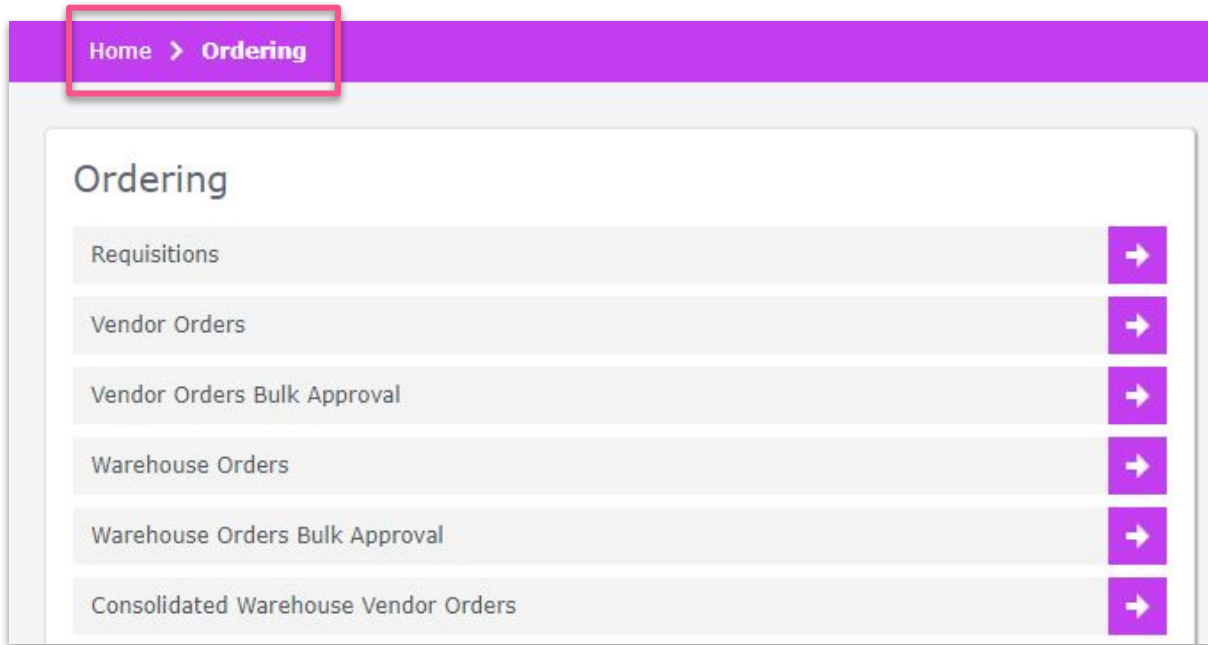 Home > Ordering
Ordering
Requisitions
Vendor Orders
Vendor Orders Bulk Approval
Warehouse Orders
Warehouse Orders Bulk Approval
Consolidated Warehouse Vendor Orders